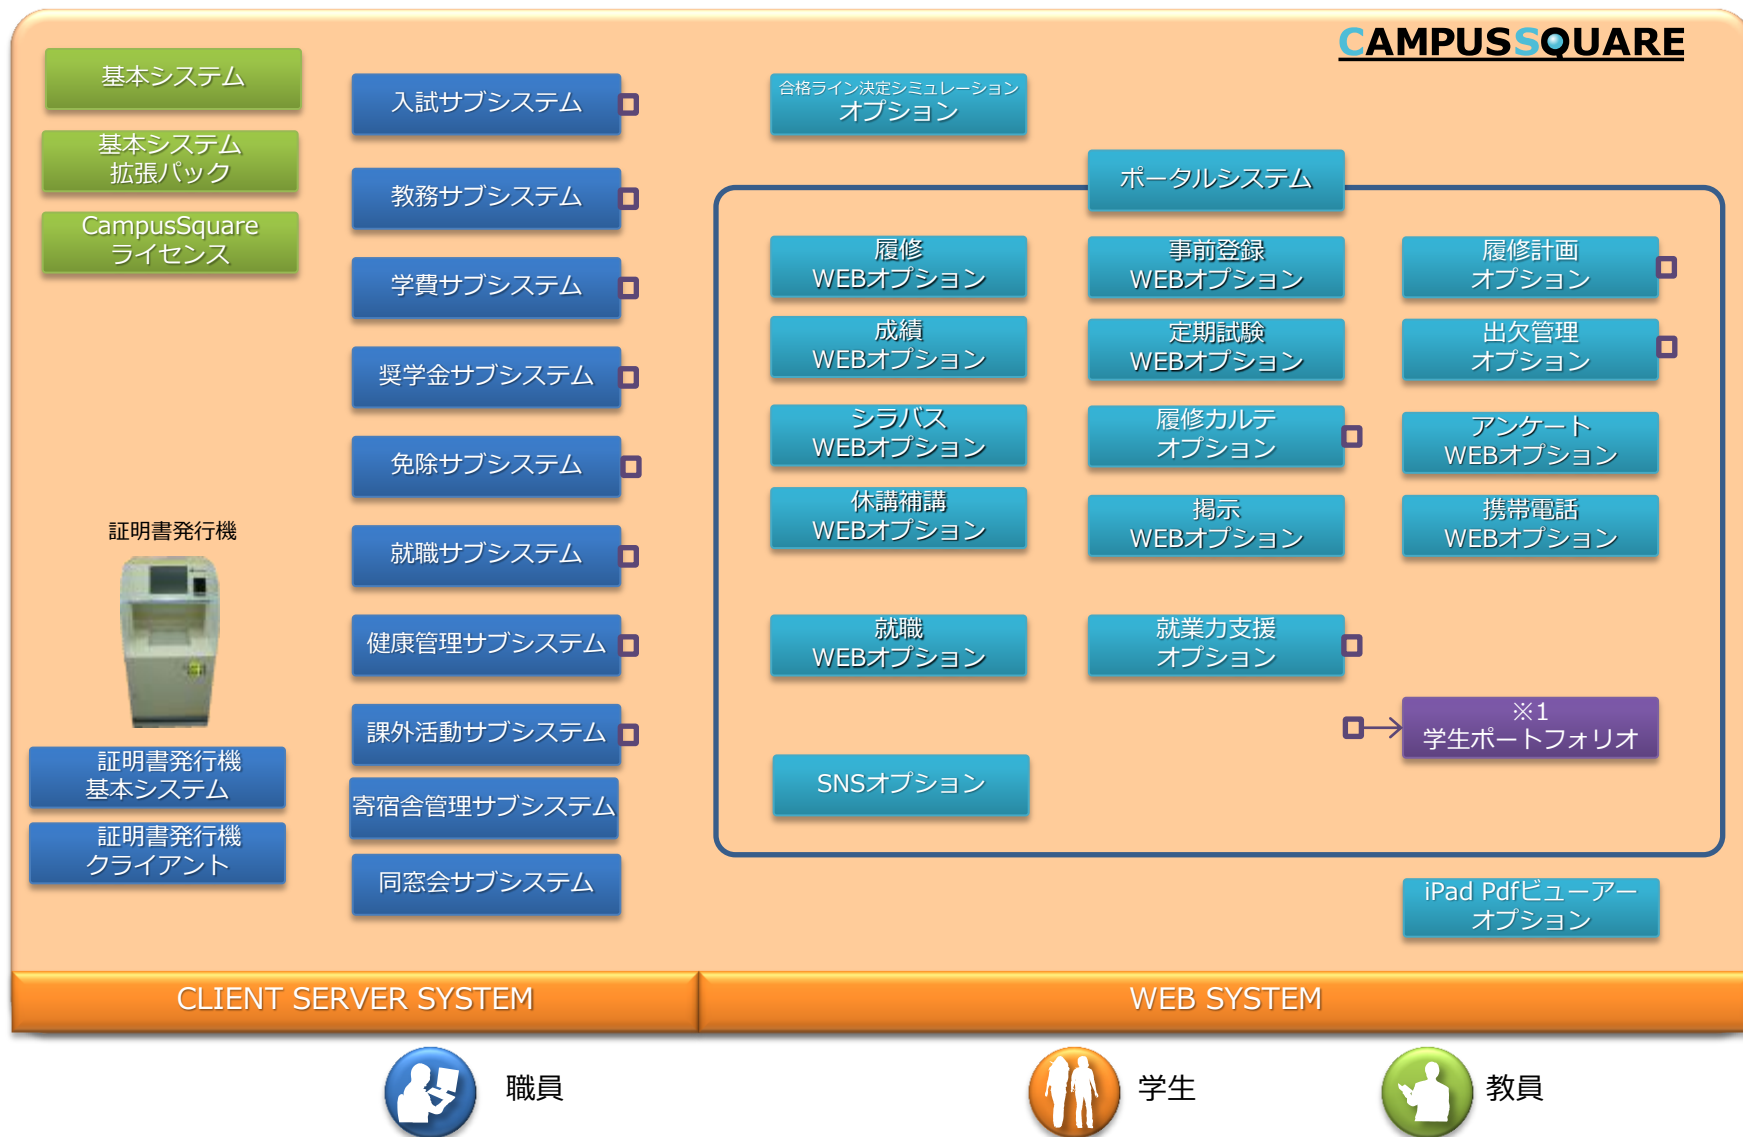 CAMPUSSQUARE
基本システム
基本システム
拡張パック
CampusSquare
ライセンス
証明書発行機
証明書発行機
基本システム
証明書発行機
クライアント
入試サブシステム
教務サブシステム
学費サブシステム
奨学金サブシステム
免除サブシステム
就職サブシステム
健康管理サブシステム
課外活動サブシステム
寄宿舎管理サブシステム
同窓会サブシステム
合格ライン決定シミュレーション
オプション
ポータルシステム
履修
WEBオプション
事前登録
WEBオプション
履修計画
オプション
成績
WEBオプション
定期試験
WEBオプション
出欠管理
オプション
シラバス
WEBオプション
履修カルテ
オプション
アンケート
WEBオプション
休講補講
WEBオプション
掲示
WEBオプション
携帯電話
WEBオプション
就職
WEBオプション
就業力支援
オプション
※1
学生ポートフォリオ
SNSオプション
iPad Pdfビューアー
オプション
CLIENT SERVER SYSTEM
WEB SYSTEM
職員
学生
教員